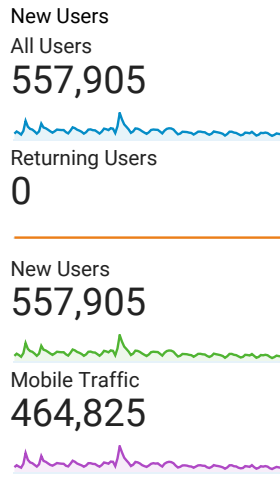 New Users
All Users
557,905
Returning Users
0
New Users
557,905
Mobile Traffic
464,825